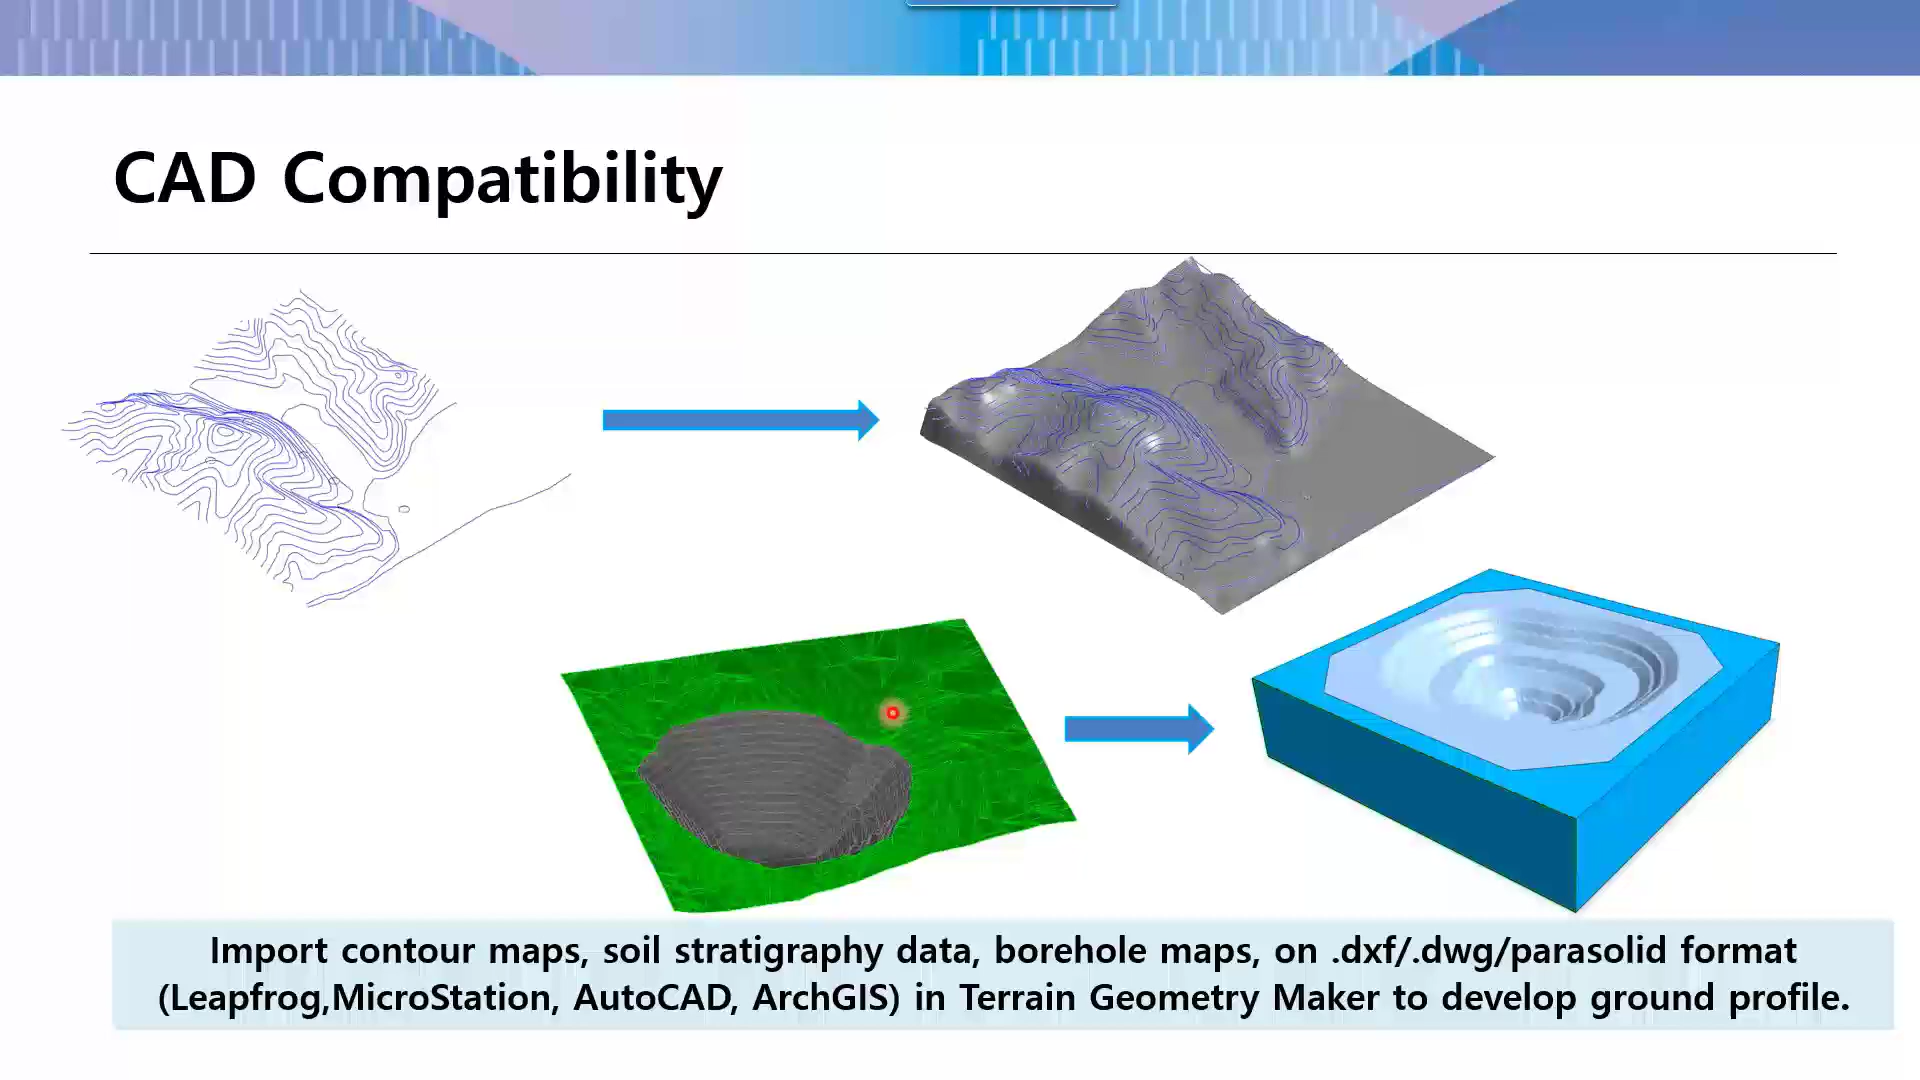 CAD Compatibility
Import contour maps, soil stratigraphy data, borehole maps, on .dxf/.dwg/parasolid format
(Leapfrog,MicroStation, AutoCAD, ArchGIS) in Terrain Geometry Maker to develop ground profile.